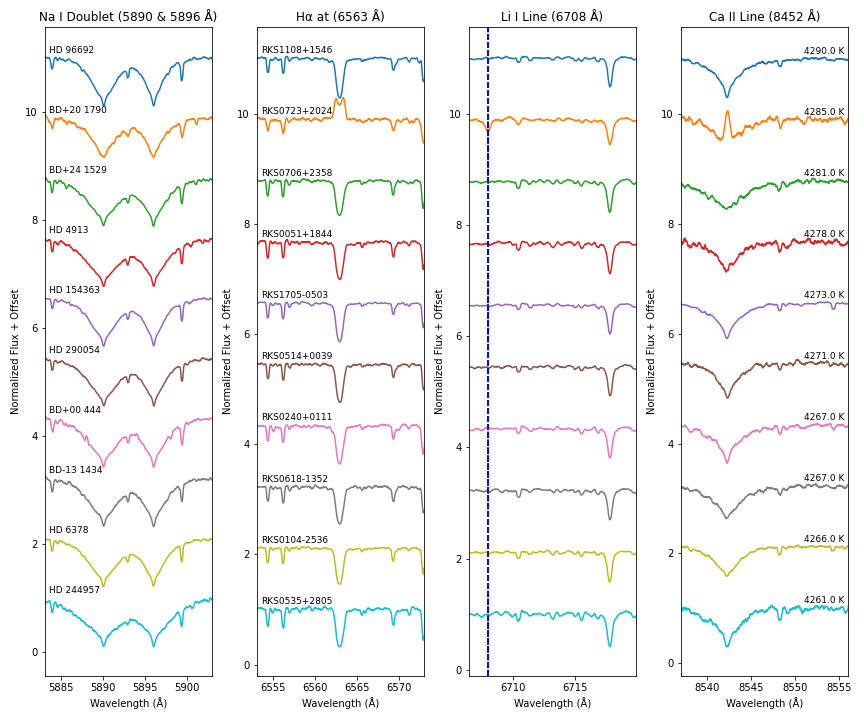 Na I Doublet (5890 & 5896 Å)
Normalized Flux + Offset
10
8
6
4
2
0
HD 96692
BD+20 1790
BD+24 1529
HD 4913
HD 154363
HD 290054
BD+00 444
BD-13 1434
HD 6378
HD 244957
5885 5890 5895 5900
Wavelength (Å)
Hα at (6563 Å)
Normalized Flux + Offset
10
8
6
4
2
0
RKS1108+1546
RKS0723+2024
RKS0706+2358
RKS0051+1844
RKS1705-0503
RKS0514+0039
RKS0240+0111
RKS0618-1352
RKS0104-2536
RKS0535+2805
6555 6560 6565 6570
Wavelength (Å)
Li I Line (6708 Å)
Normalized Flux + Offset
10
8
6
4
2
0
6710 6715
Wavelength (Å)
Ca II Line (8452 Å)
Normalized Flux + Offset
10
8
6
4
2
0
4290.0 K
4285.0 K
4281.0 K
4278.0 K
4273.0 K
4271.0 K
4267.0 K
4267.0 K
4266.0 K
4261.0 K
8540 8545 8550 8555
Wavelength (Å)